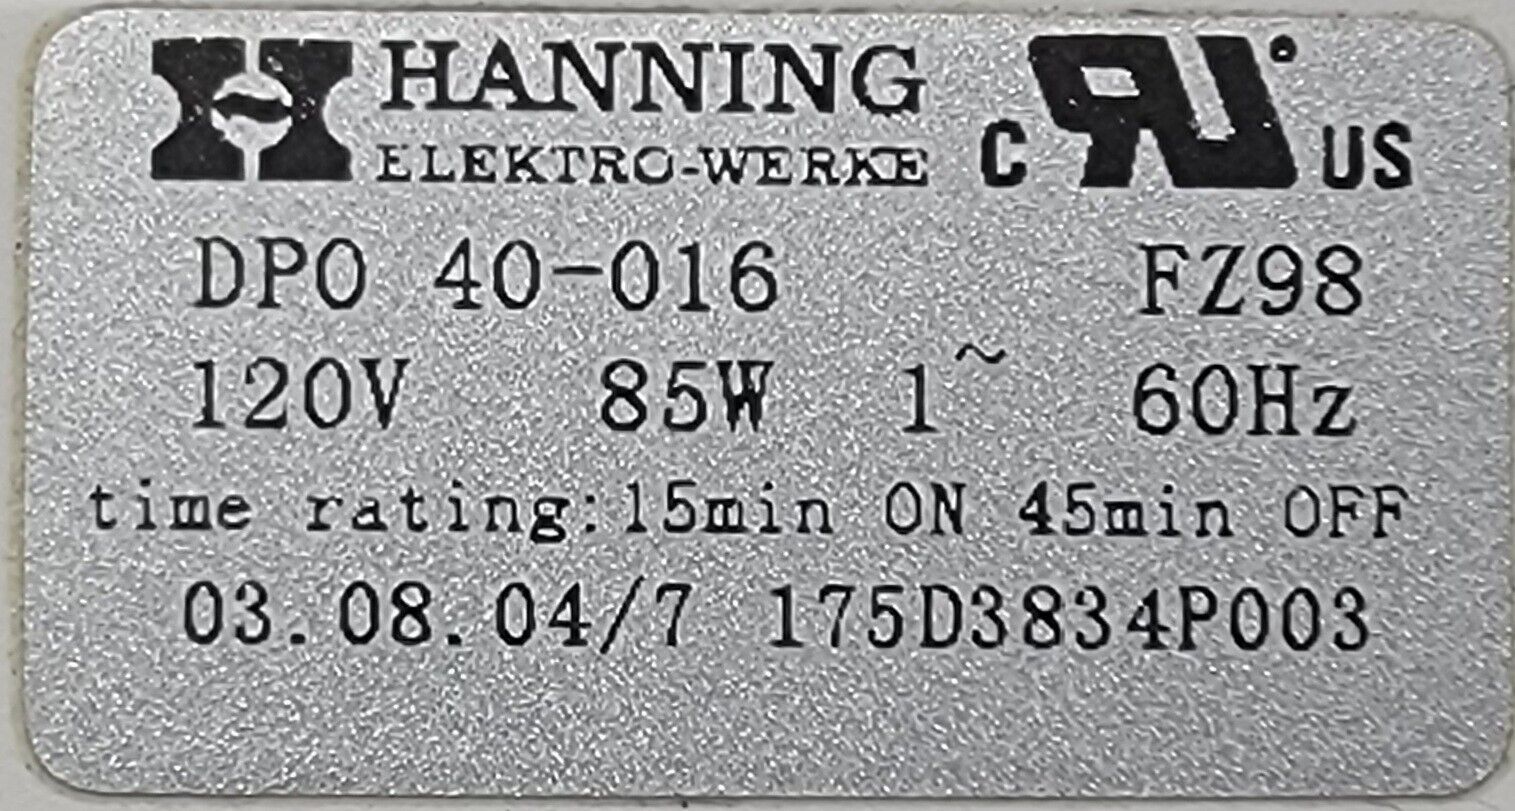 HANNING
ELEKTRO-WERKE
c RU US
DPO 40-016 FZ98
120V 85W 1~ 60Hz
time rating:15min ON 45min OFF
03.08.04/7 175D3834P003